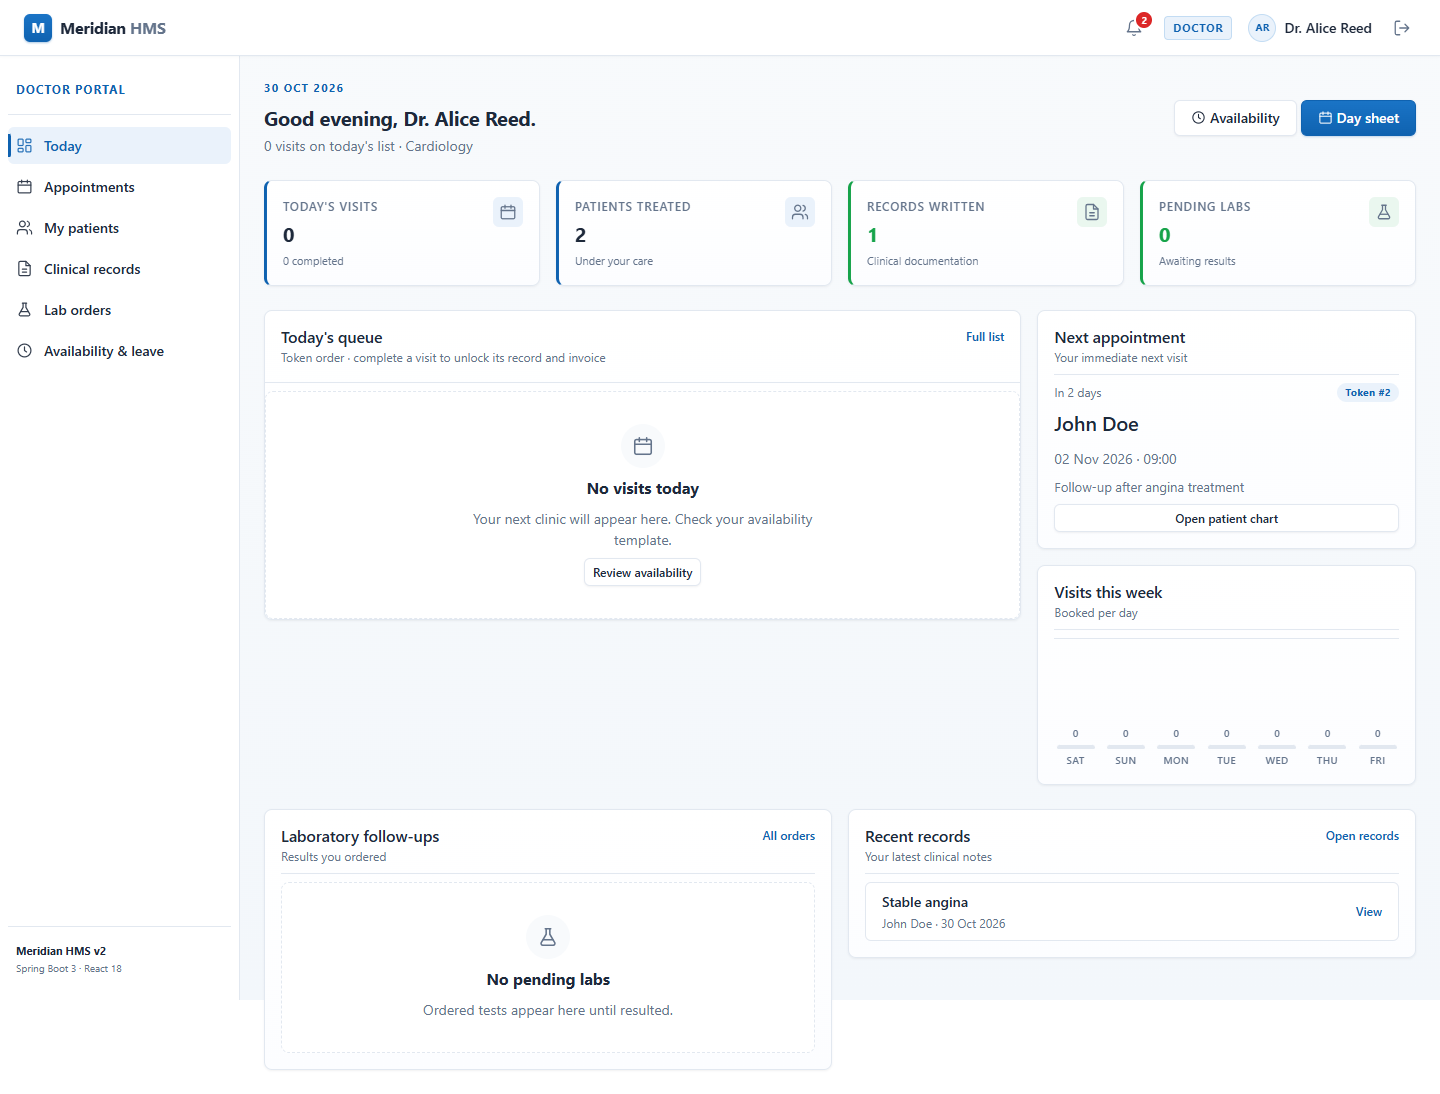 M Meridian HMS
2
DOCTOR
AR Dr. Alice Reed
DOCTOR PORTAL
Today
Appointments
My patients
Clinical records
Lab orders
Availability & leave
Meridian HMS v2
Spring Boot 3 · React 18
30 OCT 2026
Good evening, Dr. Alice Reed.
0 visits on today's list · Cardiology
Availability
Day sheet
TODAY'S VISITS
0
0 completed
PATIENTS TREATED
2
Under your care
RECORDS WRITTEN
1
Clinical documentation
PENDING LABS
0
Awaiting results
Today's queue
Full list
Token order · complete a visit to unlock its record and invoice
No visits today
Your next clinic will appear here. Check your availability
template.
Review availability
Next appointment
Your immediate next visit
In 2 days
Token #2
John Doe
02 Nov 2026 · 09:00
Follow-up after angina treatment
Open patient chart
Visits this week
Booked per day
0 0 0 0 0 0 0
SAT SUN MON TUE WED THU FRI
Laboratory follow-ups
All orders
Results you ordered
No pending labs
Ordered tests appear here until resulted.
Recent records
Open records
Your latest clinical notes
Stable angina
John Doe · 30 Oct 2026
View